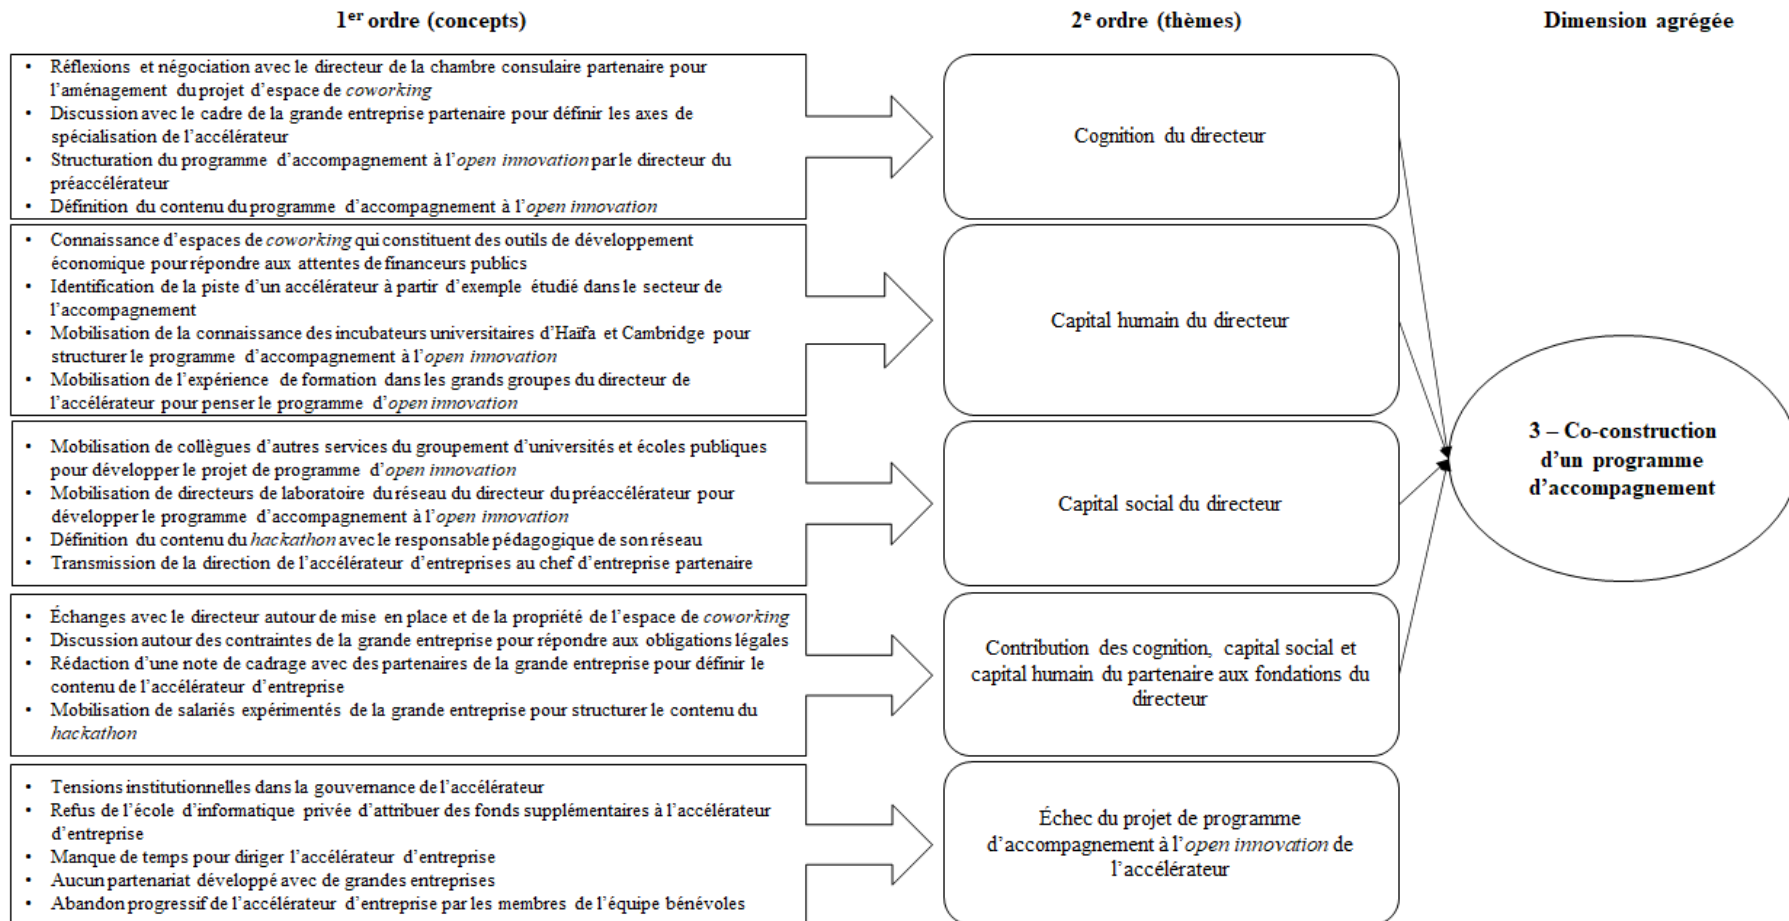 1er ordre (concepts)
2e ordre (thèmes)
Dimension agrégée
• Réflexions et négociation avec le directeur de la chambre consulaire partenaire pour
l’aménagement du projet d’espace de coworking
• Discussion avec le cadre de la grande entreprise partenaire pour définir les axes de
spécialisation de l’accélérateur
• Structuration du programme d’accompagnement à l’open innovation par le directeur du
préaccélérateur
• Définition du contenu du programme d’accompagnement à l’open innovation
Cognition du directeur
• Connaissance d’espaces de coworking qui constituent des outils de développement
économique pour répondre aux attentes de financeurs publics
• Identification de la piste d’un accélérateur à partir d’exemple étudié dans le secteur de
l’accompagnement
• Mobilisation de la connaissance des incubateurs universitaires d’Haïfa et Cambridge pour
structurer le programme d’accompagnement à l’open innovation
• Mobilisation de l’expérience de formation dans les grands groupes du directeur de
l’accélérateur pour penser le programme d’open innovation
Capital humain du directeur
• Mobilisation de collègues d’autres services du groupement d’universités et écoles publiques
pour développer le projet de programme d’open innovation
• Mobilisation de directeurs de laboratoire du réseau du directeur du préaccélérateur pour
développer le programme d’accompagnement à l’open innovation
• Définition du contenu du hackathon avec le responsable pédagogique de son réseau
• Transmission de la direction de l’accélérateur d’entreprises au chef d’entreprise partenaire
Capital social du directeur
• Échanges avec le directeur autour de mise en place et de la propriété de l’espace de coworking
• Discussion autour des contraintes de la grande entreprise pour répondre aux obligations légales
• Rédaction d’une note de cadrage avec des partenaires de la grande entreprise pour définir le
contenu de l’accélérateur d’entreprise
• Mobilisation de salariés expérimentés de la grande entreprise pour structurer le contenu du
hackathon
Contribution des cognition, capital social et
capital humain du partenaire aux fondations du
directeur
• Tensions institutionnelles dans la gouvernance de l’accélérateur
• Refus de l’école d’informatique privée d’attribuer des fonds supplémentaires à l’accélérateur
d’entreprise
• Manque de temps pour diriger l’accélérateur d’entreprise
• Aucun partenariat développé avec de grandes entreprises
• Abandon progressif de l’accélérateur d’entreprise par les membres de l’équipe bénévoles
Échec du projet de programme
d’accompagnement à l’open innovation de
l’accélérateur
3 – Co-construction
d’un programme
d’accompagnement